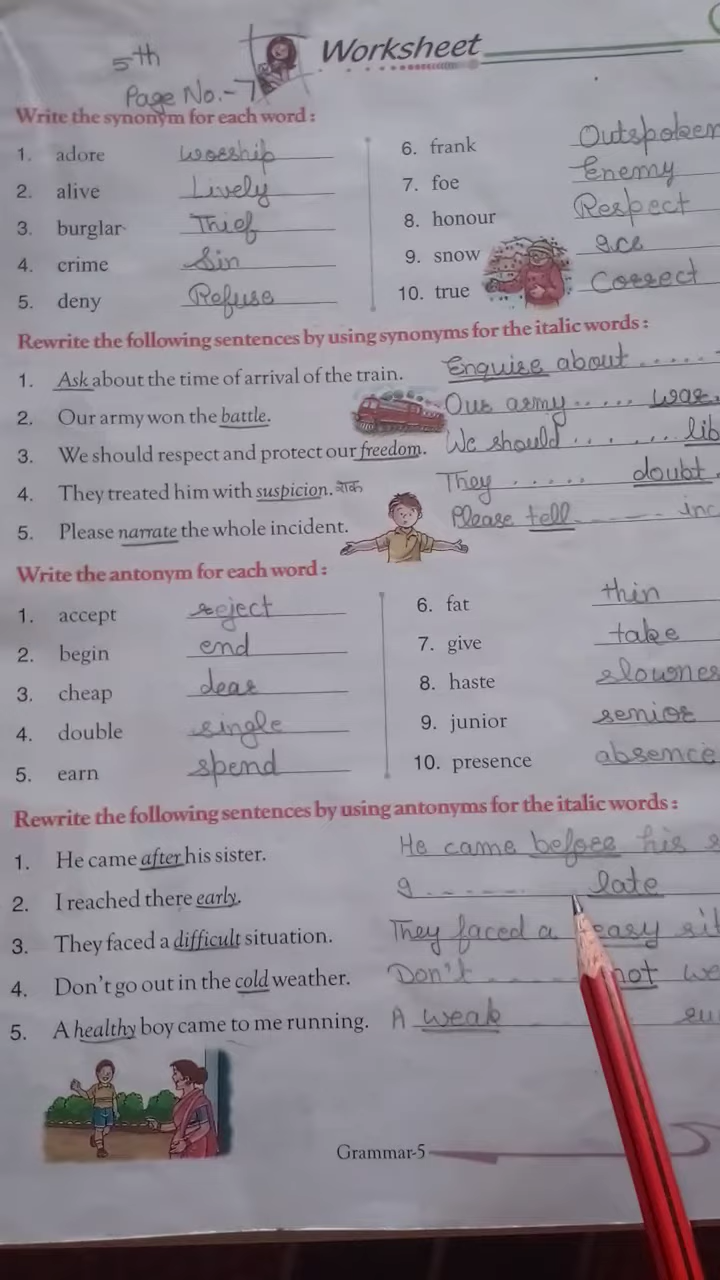 5th
Worksheet
Page No.-7
Write the synonym for each word :
1. adore Worship
2. alive Lively
3. burglar Thief
4. crime Sin
5. deny Refuse
6. frank Outspoken
7. foe Enemy
8. honour Respect
9. snow Ice
10. true Correct
Rewrite the following sentences by using synonyms for the italic words :
1. Ask about the time of arrival of the train. Enquire about ......
2. Our army won the battle. Our army ..... war.
3. We should respect and protect our freedom. We should ...... lib
4. They treated him with suspicion. शक They ..... doubt.
5. Please narrate the whole incident. Please tell ..... inc
Write the antonym for each word :
1. accept reject
2. begin end
3. cheap dear
4. double single
5. earn spend
6. fat thin
7. give take
8. haste slownes
9. junior senior
10. presence absence
Rewrite the following sentences by using antonyms for the italic words :
1. He came after his sister. He came before his s
2. I reached there early. I ...... late
3. They faced a difficult situation. They faced a easy sit
4. Don't go out in the cold weather. Don't ..... hot we
5. A healthy boy came to me running. A weak ru
Grammar-5